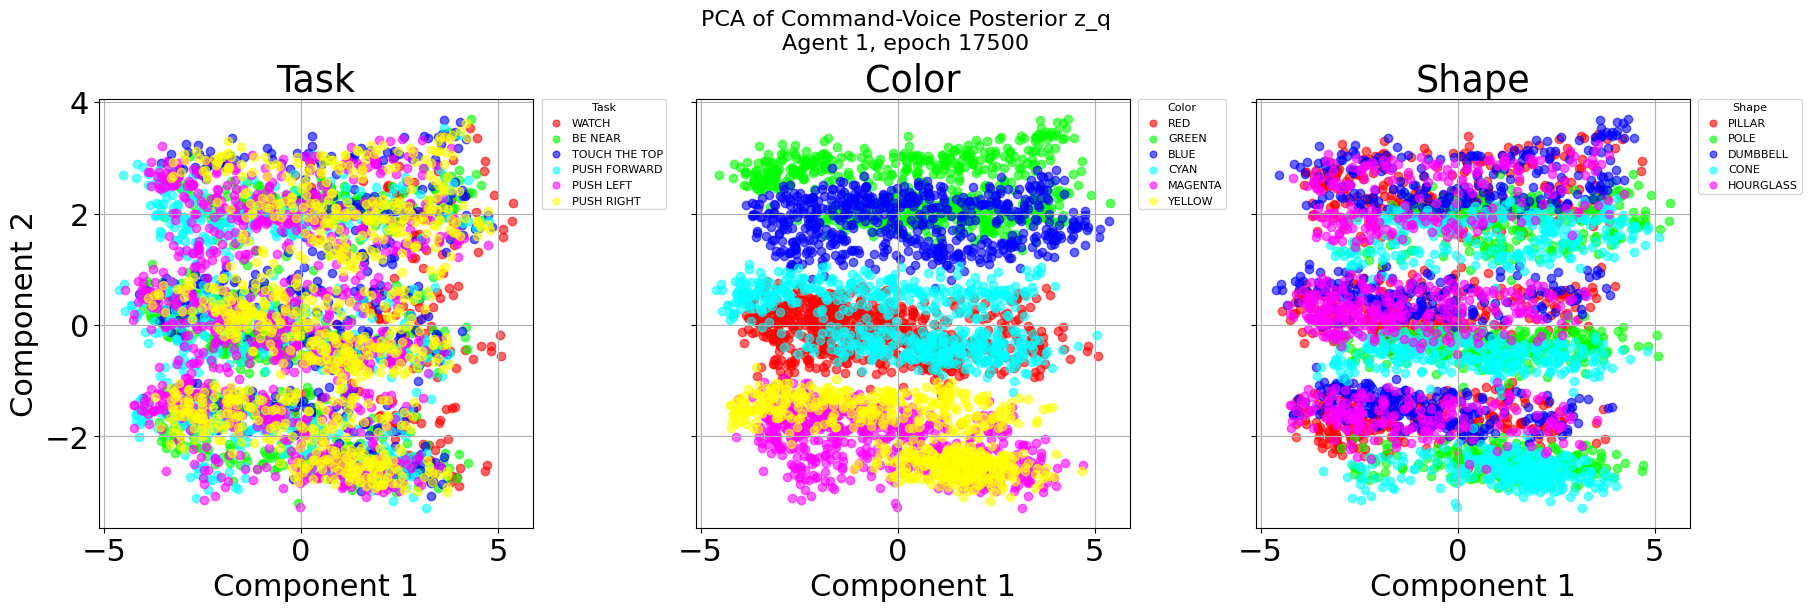 PCA of Command-Voice Posterior z_q
Agent 1, epoch 17500
Task
4
2
0
−2
Component 2
−5
0
5
Component 1
Task
WATCH
BE NEAR
TOUCH THE TOP
PUSH FORWARD
PUSH LEFT
PUSH RIGHT
Color
−5
0
5
Component 1
Color
RED
GREEN
BLUE
CYAN
MAGENTA
YELLOW
Shape
−5
0
5
Component 1
Shape
PILLAR
POLE
DUMBBELL
CONE
HOURGLASS